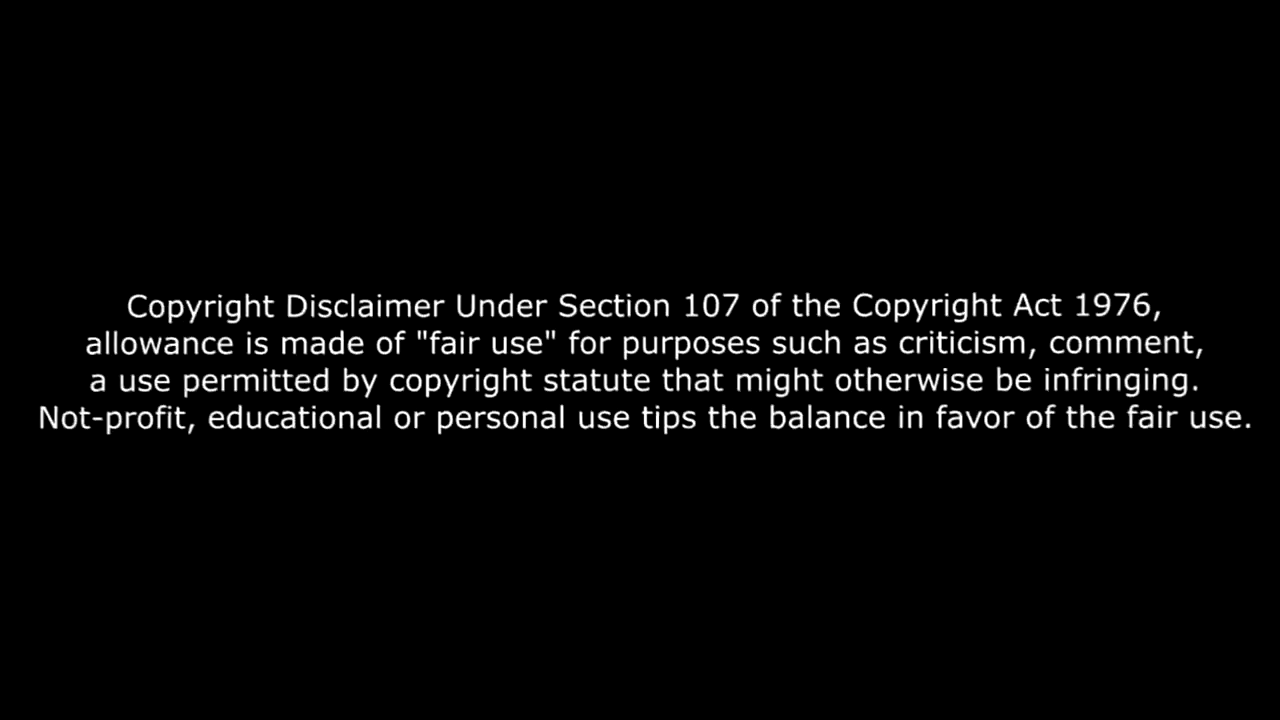 Copyright Disclaimer Under Section 107 of the Copyright Act 1976,
allowance is made of "fair use" for purposes such as criticism, comment,
a use permitted by copyright statute that might otherwise be infringing.
Not-profit, educational or personal use tips the balance in favor of the fair use.